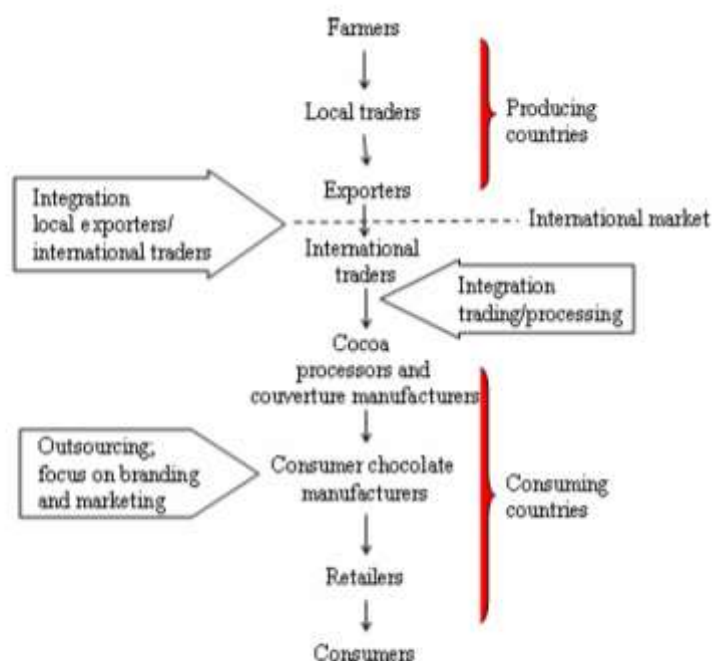 Farmers
Local traders
Producing
countries
Exporters
Integration
local exporters/
international traders
International market
International
traders
Integration
trading/processing
Cocoa
processors and
couverture manufacturers
Outsourcing;
focus on branding
and marketing
Consumer chocolate
manufacturers
Consuming
countries
Retailers
Consumers